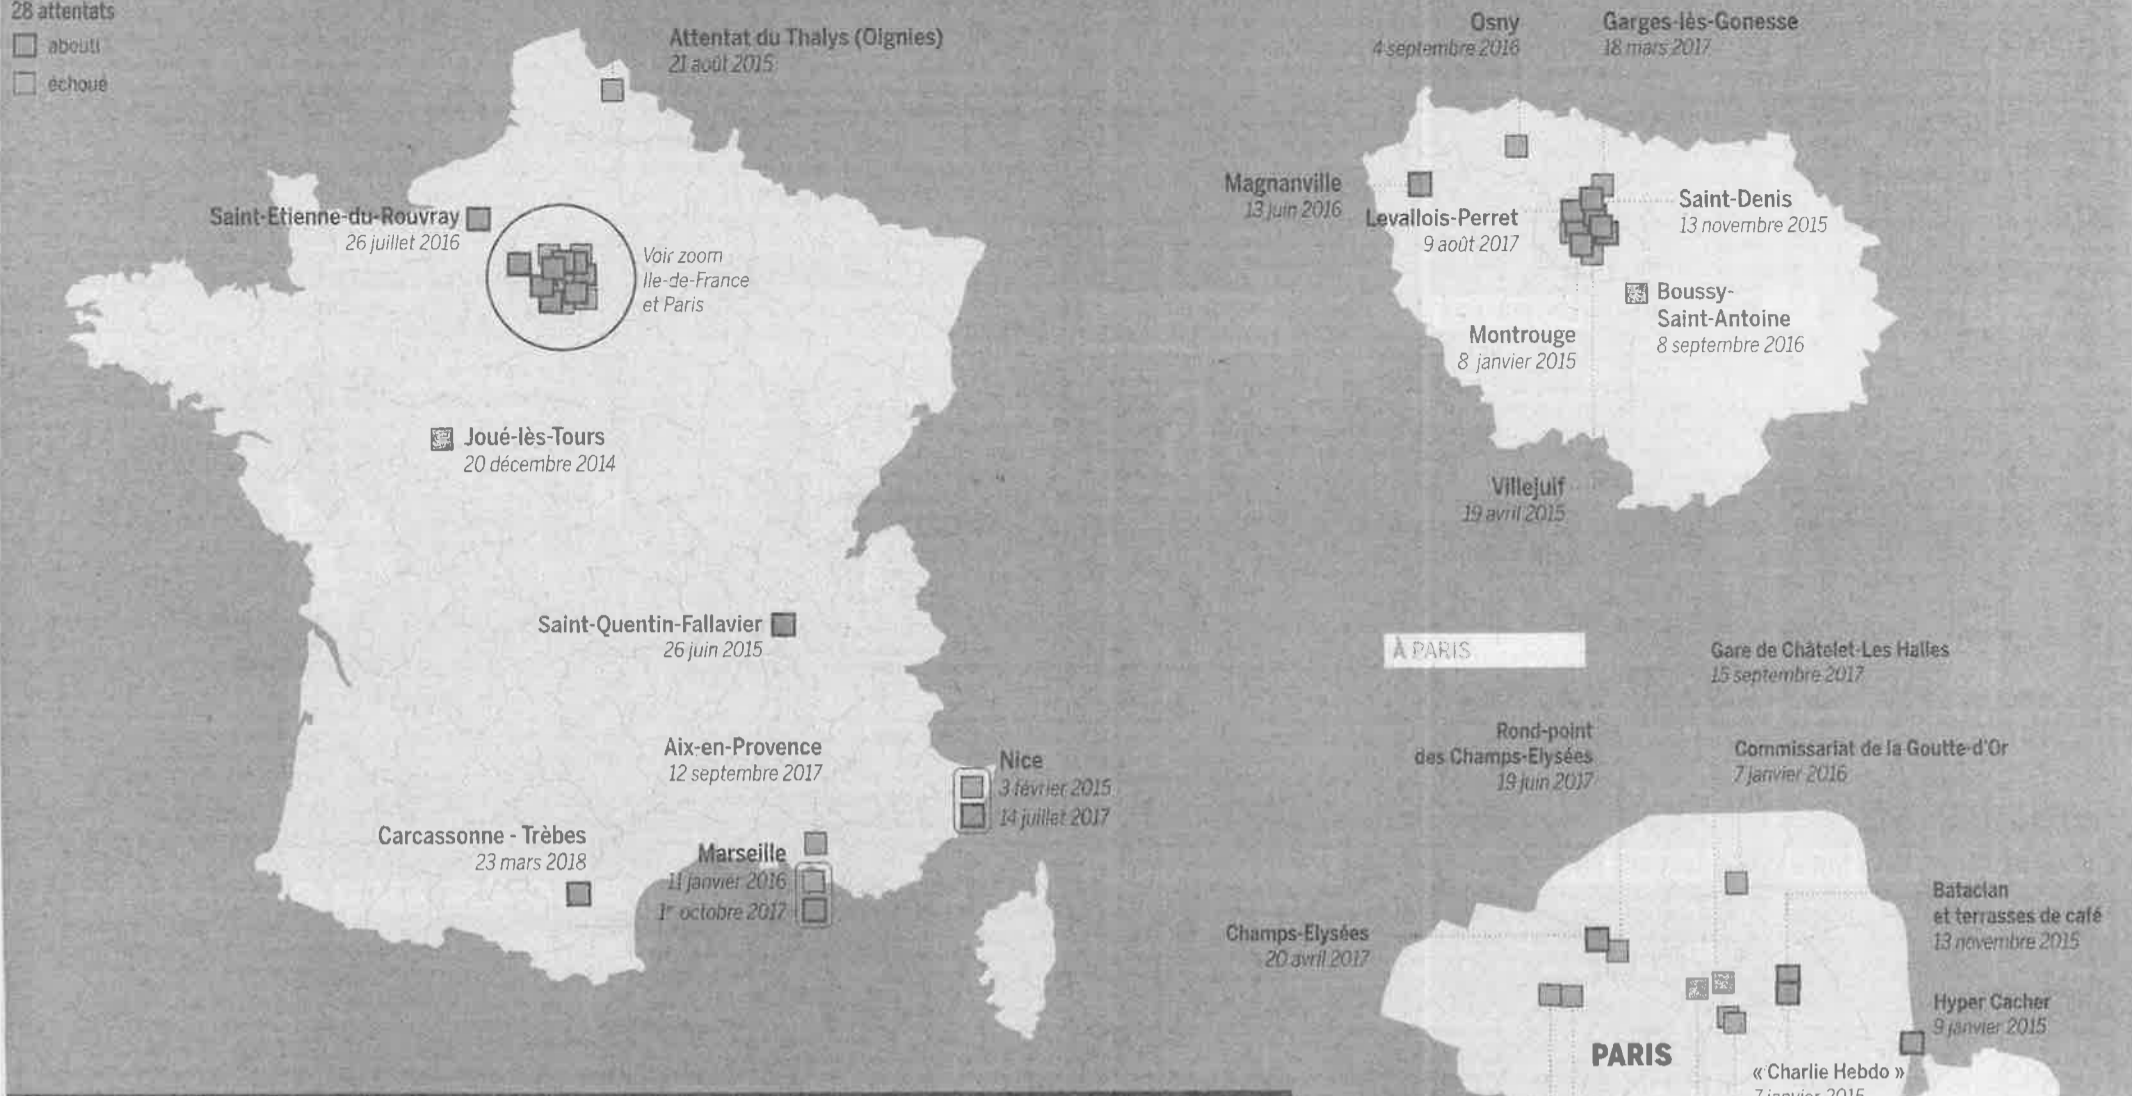 28 attentats
abouti
échoué
Attentat du Thalys (Oignies)
21 août 2015
Saint-Etienne-du-Rouvray
26 juillet 2016
Voir zoom
Ile-de-France
et Paris
Joué-lès-Tours
20 décembre 2014
Saint-Quentin-Fallavier
26 juin 2015
Aix-en-Provence
12 septembre 2017
Nice
3 février 2015
14 juillet 2017
Carcassonne - Trèbes
23 mars 2018
Marseille
11 janvier 2016
1er octobre 2017
Osny
4 septembre 2016
Garges-lès-Gonesse
18 mars 2017
Magnanville
13 juin 2016
Levallois-Perret
9 août 2017
Saint-Denis
13 novembre 2015
Boussy-
Saint-Antoine
8 septembre 2016
Montrouge
8 janvier 2015
Villejuif
19 avril 2015
À PARIS
Gare de Châtelet-Les Halles
15 septembre 2017
Rond-point
des Champs-Elysées
19 juin 2017
Commissariat de la Goutte-d'Or
7 janvier 2016
Champs-Elysées
20 avril 2017
Bataclan
et terrasses de café
13 novembre 2015
Hyper Cacher
9 janvier 2015
PARIS
« Charlie Hebdo »
7 janvier 2015